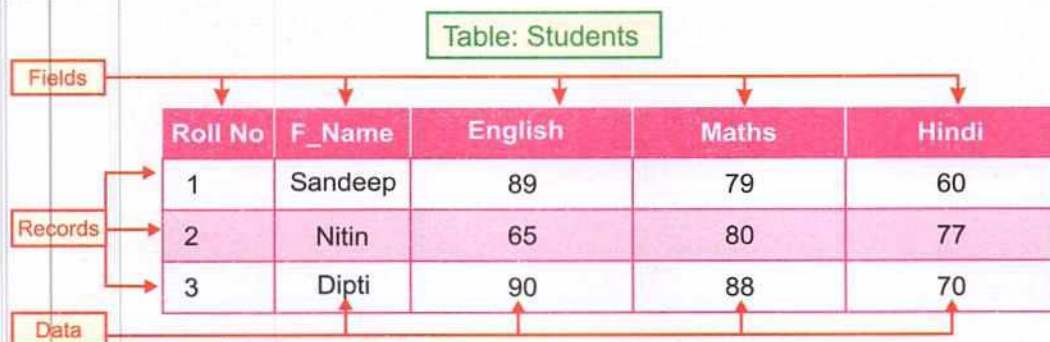 Table: Students
Fields
Roll No F_Name English Maths Hindi
1 Sandeep 89 79 60
Records 2 Nitin 65 80 77
3 Dipti 90 88 70
Data